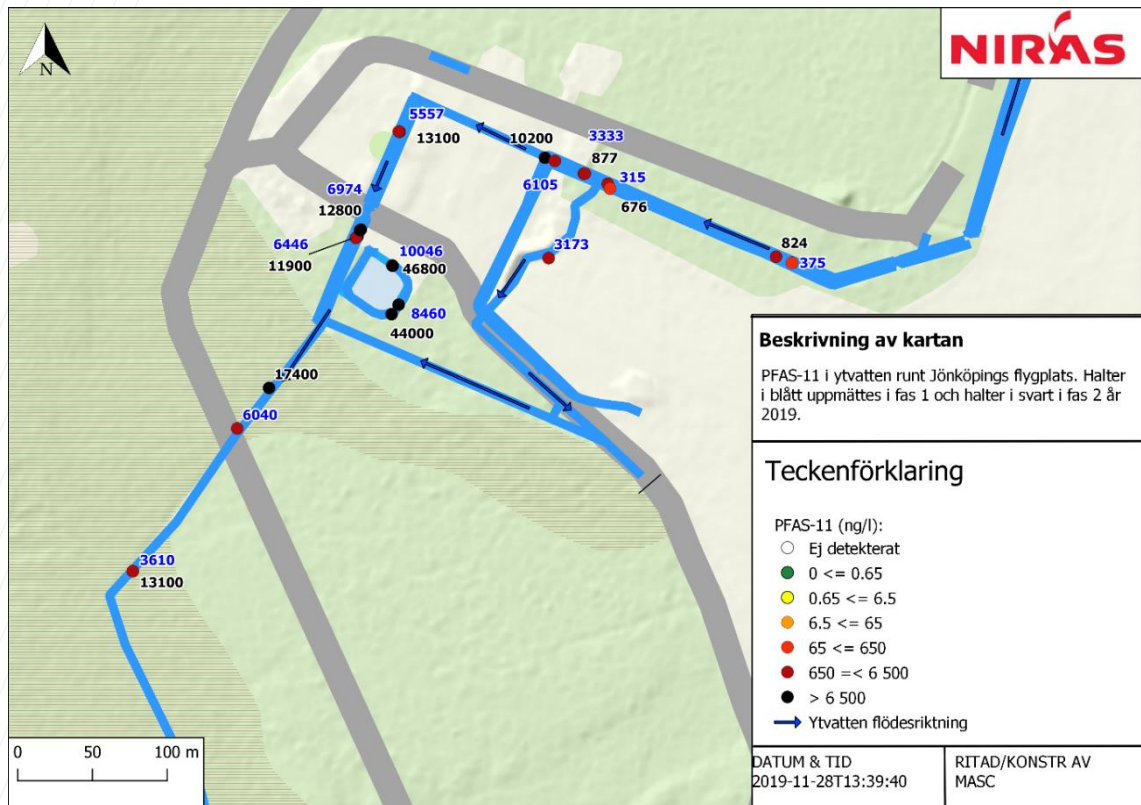 NIRAS
N
5557
13100
10200
3333
877
6105
315
676
6974
12800
6446
11900
3173
10046
46800
824
375
8460
44000
17400
6040
3610
13100
Beskrivning av kartan
PFAS-11 i ytvatten runt Jönköpings flygplats. Halter
i blått uppmättes i fas 1 och halter i svart i fas 2 år
2019.
Teckenförklaring
PFAS-11 (ng/l):
Ej detekterat
0 <= 0.65
0.65 <= 6.5
6.5 <= 65
65 <= 650
650 =< 6 500
> 6 500
Ytvatten flödesriktning
0 50 100 m
DATUM & TID
2019-11-28T13:39:40
RITAD/KONSTR AV
MASC